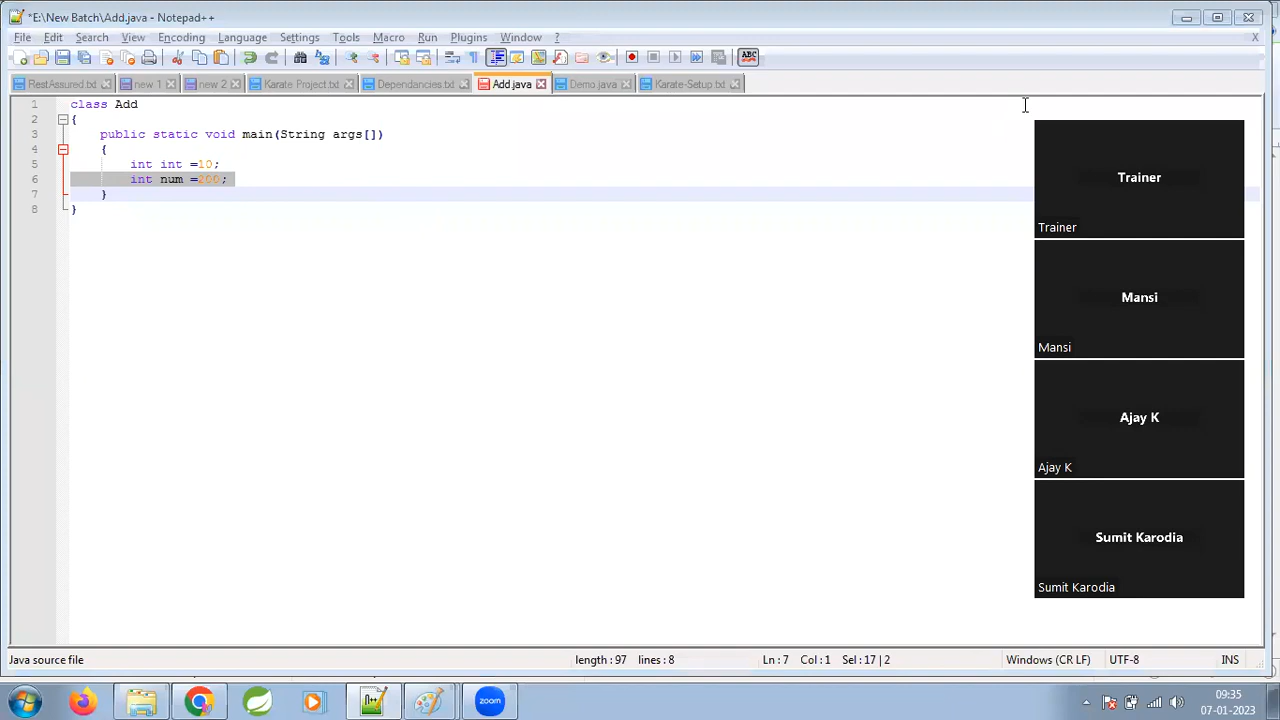 *E:\New Batch\Add.java - Notepad++
File Edit Search View Encoding Language Settings Tools Macro Run Plugins Window ? X
RestAssured.txt new 1 new 2 Karate Project.txt Dependancies.txt Add.java Demo.java Karate-Setup.txt
1 class Add
2 {
3 public static void main(String args[])
4 {
5 int int =10;
6 int num =200;
7 }
8 }
Trainer
Trainer
Mansi
Mansi
Ajay K
Ajay K
Sumit Karodia
Sumit Karodia
Java source file length : 97 lines : 8 Ln : 7 Col : 1 Sel : 17 | 2 Windows (CR LF) UTF-8 INS
zoom
09:35
07-01-2023